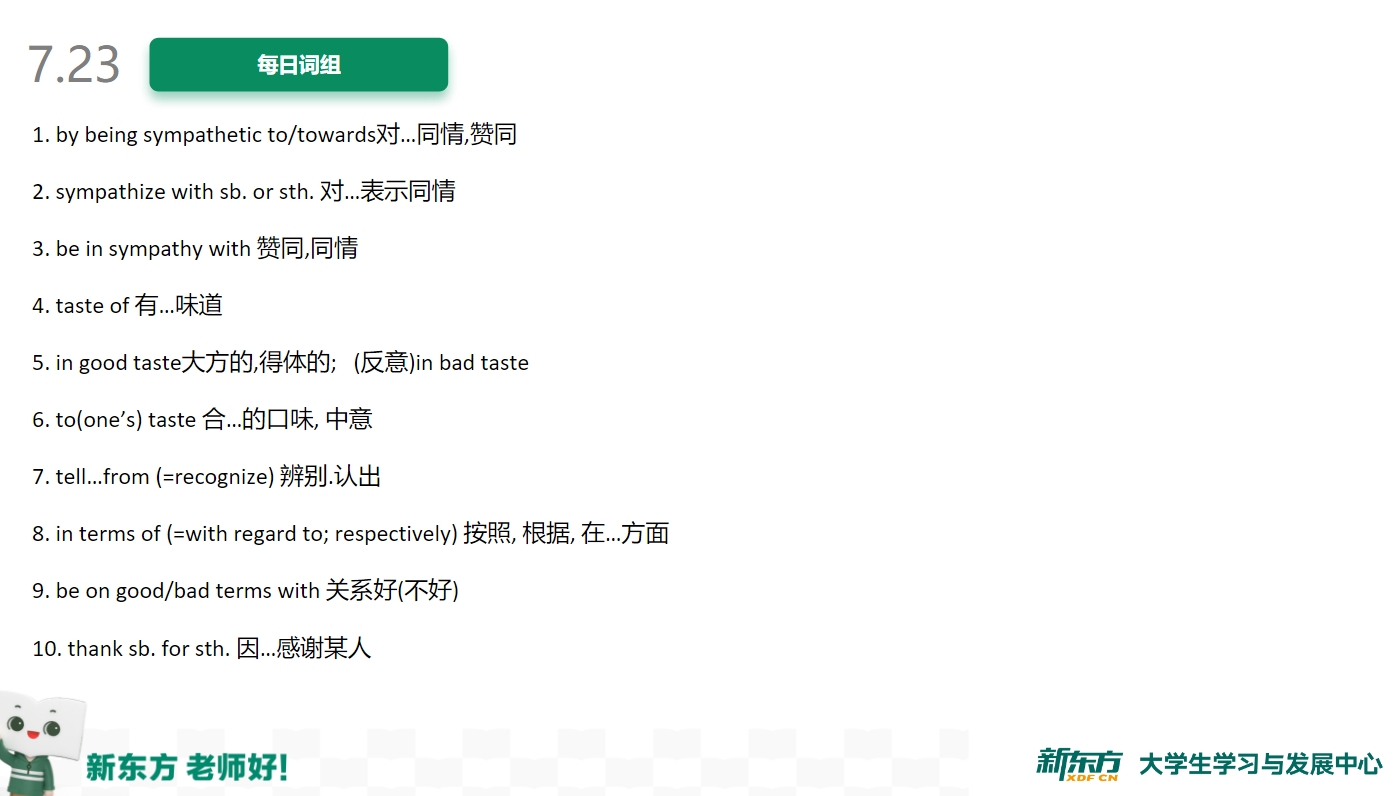 7.23 每日词组
1. by being sympathetic to/towards对...同情,赞同
2. sympathize with sb. or sth. 对...表示同情
3. be in sympathy with 赞同,同情
4. taste of 有...味道
5. in good taste大方的,得体的; (反意)in bad taste
6. to(one’s) taste 合...的口味, 中意
7. tell...from (=recognize) 辨别.认出
8. in terms of (=with regard to; respectively) 按照, 根据, 在...方面
9. be on good/bad terms with 关系好(不好)
10. thank sb. for sth. 因...感谢某人
新东方 老师好!
新东方 XDF.CN 大学生学习与发展中心